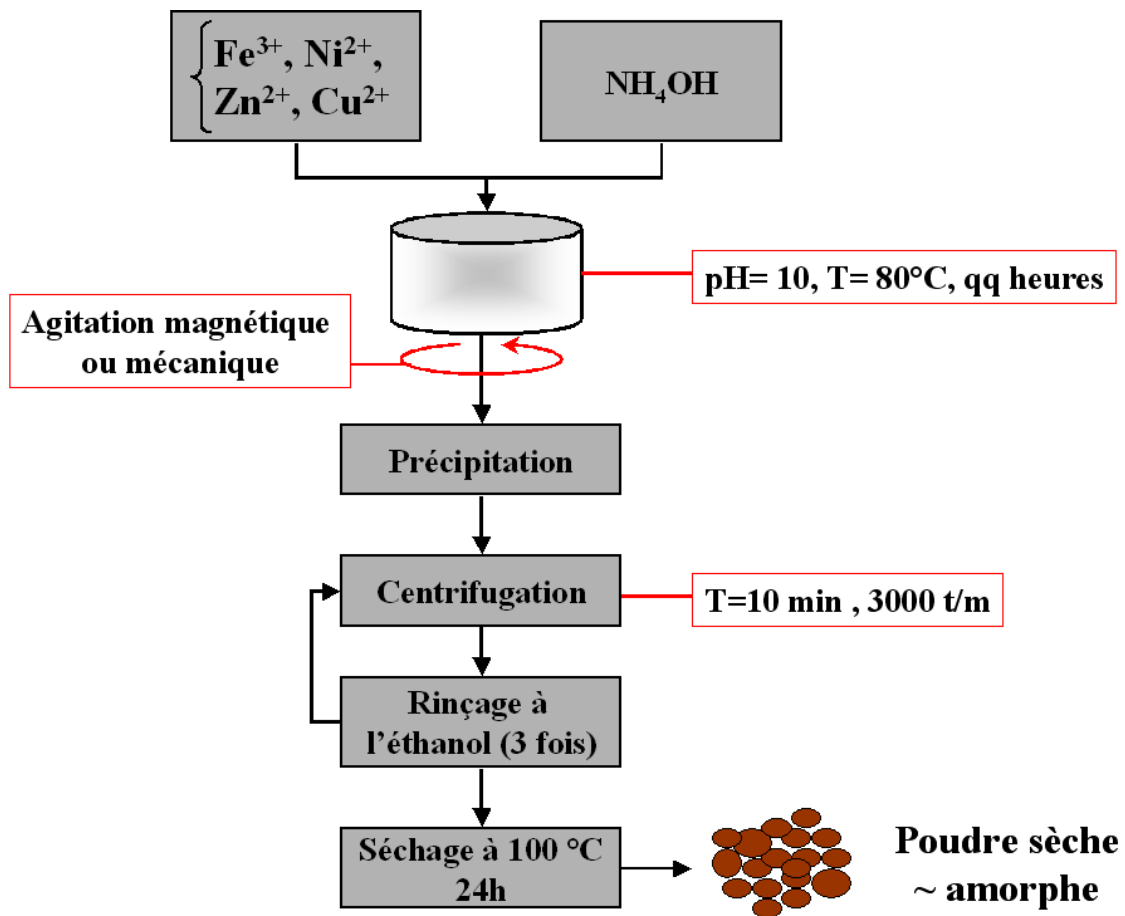 Fe³⁺, Ni²⁺,
Zn²⁺, Cu²⁺
NH₄OH
pH= 10, T= 80°C, qq heures
Agitation magnétique
ou mécanique
Précipitation
Centrifugation
T=10 min , 3000 t/m
Rinçage à
l’éthanol (3 fois)
Séchage à 100 °C
24h
Poudre sèche
~ amorphe